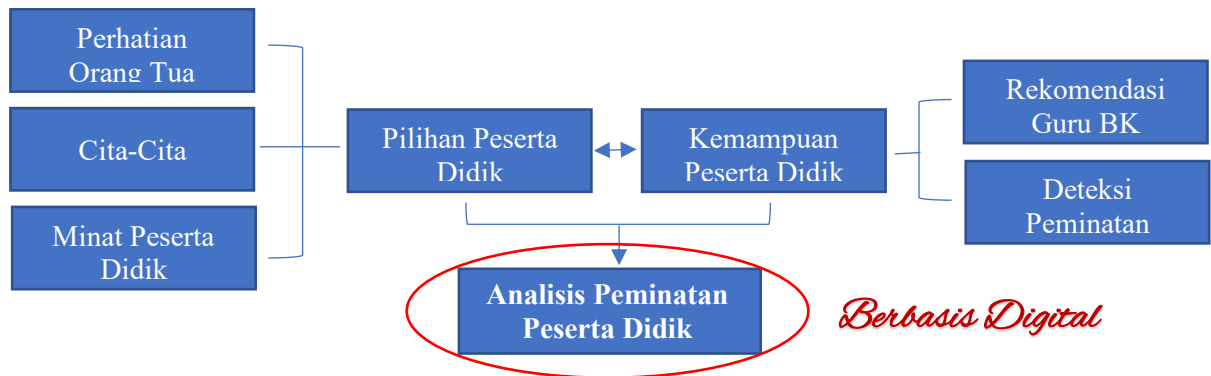 Perhatian
Orang Tua
Cita-Cita
Minat Peserta
Didik
Pilihan Peserta
Didik
Kemampuan
Peserta Didik
Rekomendasi
Guru BK
Deteksi
Peminatan
Analisis Peminatan
Peserta Didik
Berbasis Digital